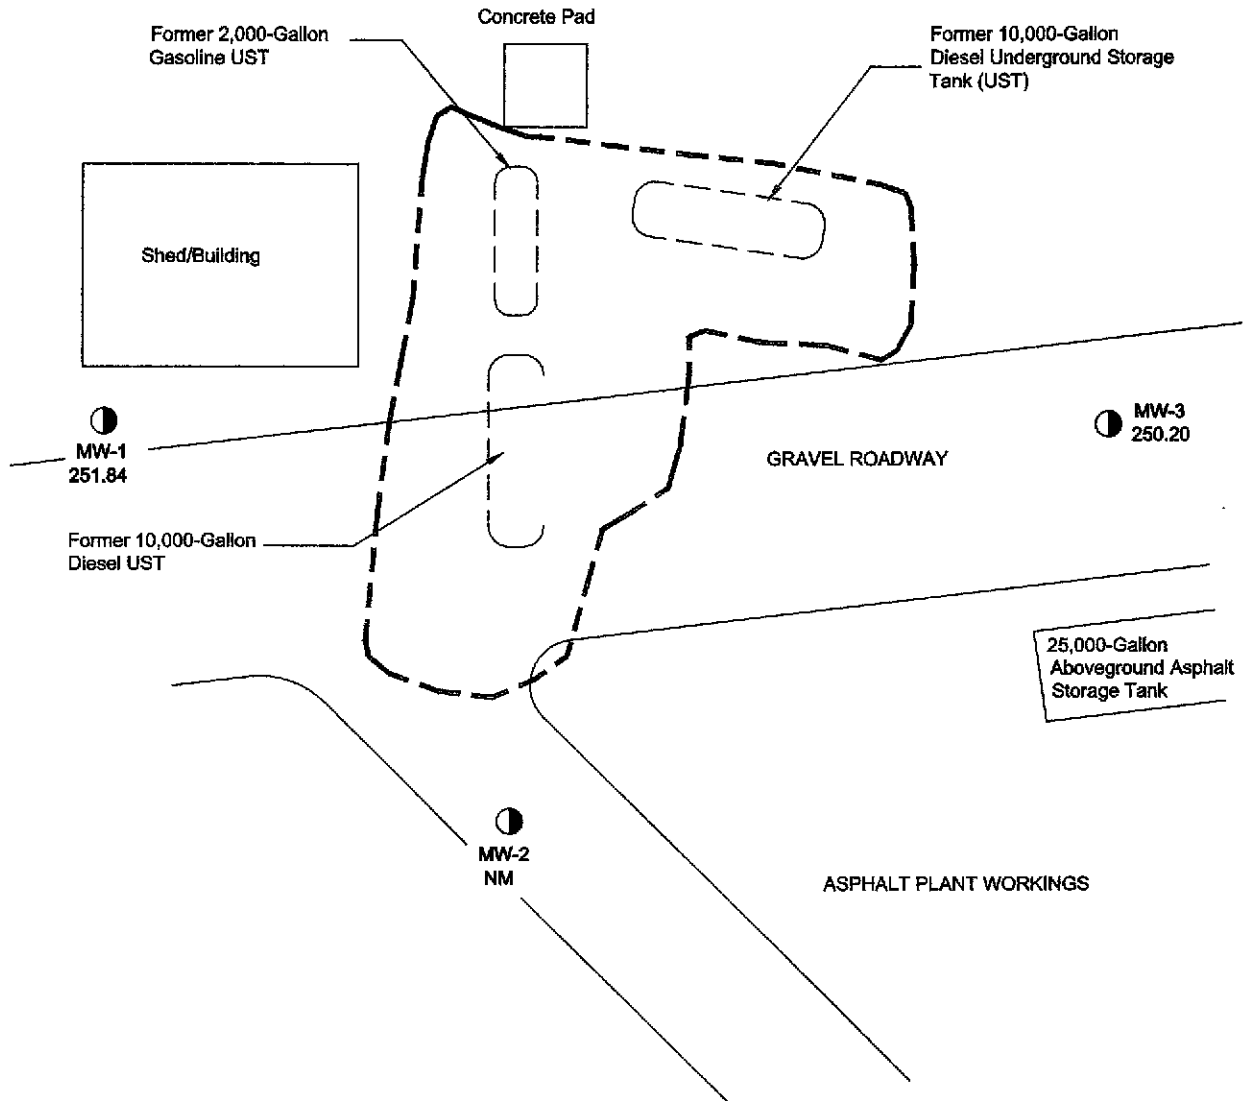 Concrete Pad
Former 2,000-Gallon
Gasoline UST
Former 10,000-Gallon
Diesel Underground Storage
Tank (UST)
Shed/Building
MW-1
251.84
MW-3
250.20
GRAVEL ROADWAY
Former 10,000-Gallon
Diesel UST
25,000-Gallon
Aboveground Asphalt
Storage Tank
MW-2
NM
ASPHALT PLANT WORKINGS